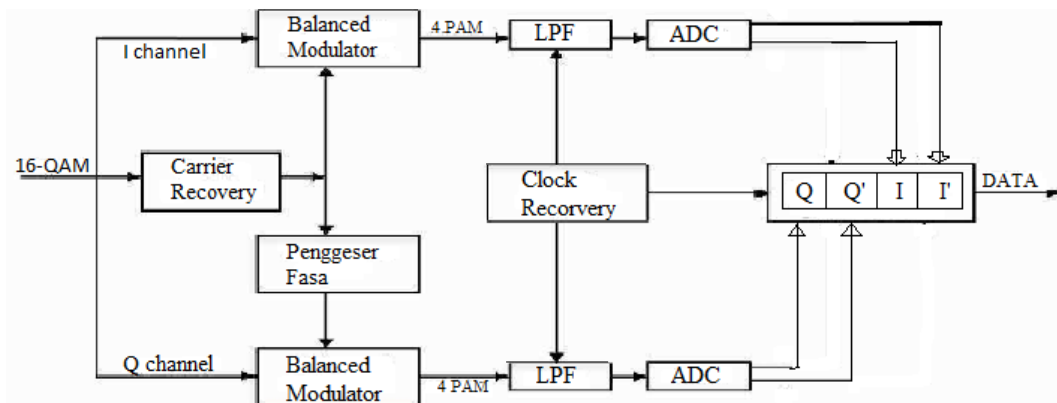 Balanced
Modulator
4.PAM
LPF
ADC
I channel
16-QAM
Carrier
Recovery
Clock
Recorvery
Q Q' I I'
DATA
Penggeser
Fasa
Q channel
Balanced
Modulator
4 PAM
LPF
ADC